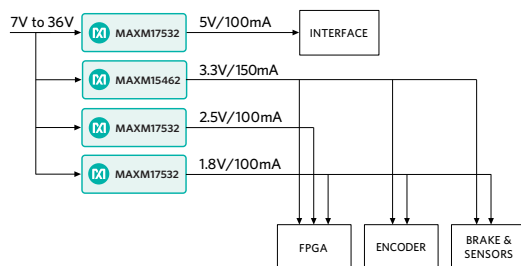 7V to 36V
MAXM17532
5V/100mA
INTERFACE
MAXM15462
3.3V/150mA
MAXM17532
2.5V/100mA
MAXM17532
1.8V/100mA
FPGA
ENCODER
BRAKE &
SENSORS